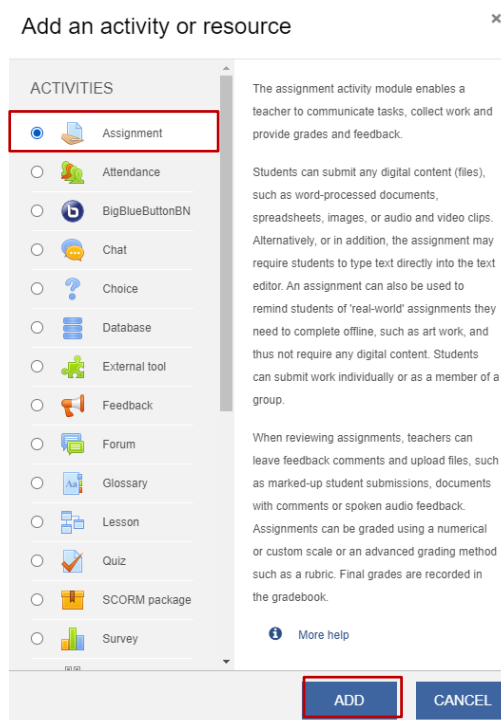 Add an activity or resource
×
ACTIVITIES
Assignment
Attendance
BigBlueButtonBN
Chat
Choice
Database
External tool
Feedback
Forum
Glossary
Lesson
Quiz
SCORM package
Survey
The assignment activity module enables a
teacher to communicate tasks, collect work and
provide grades and feedback.
Students can submit any digital content (files),
such as word-processed documents,
spreadsheets, images, or audio and video clips.
Alternatively, or in addition, the assignment may
require students to type text directly into the text
editor. An assignment can also be used to
remind students of 'real-world' assignments they
need to complete offline, such as art work, and
thus not require any digital content. Students
can submit work individually or as a member of a
group.
When reviewing assignments, teachers can
leave feedback comments and upload files, such
as marked-up student submissions, documents
with comments or spoken audio feedback.
Assignments can be graded using a numerical
or custom scale or an advanced grading method
such as a rubric. Final grades are recorded in
the gradebook.
More help
ADD
CANCEL